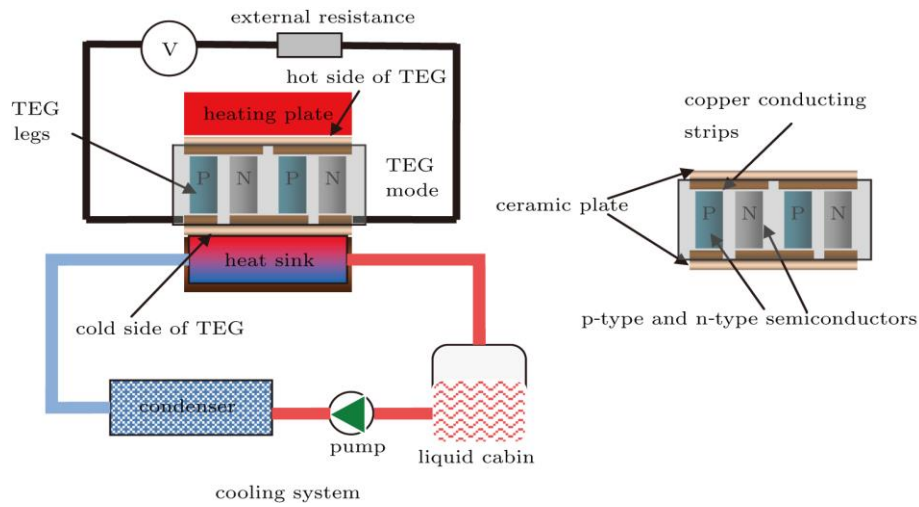 external resistance
V
hot side of TEG
TEG
legs
heating plate
copper conducting
strips
P N P N
TEG
mode
ceramic plate
P N P N
heat sink
cold side of TEG
p-type and n-type semiconductors
condenser
pump
liquid cabin
cooling system